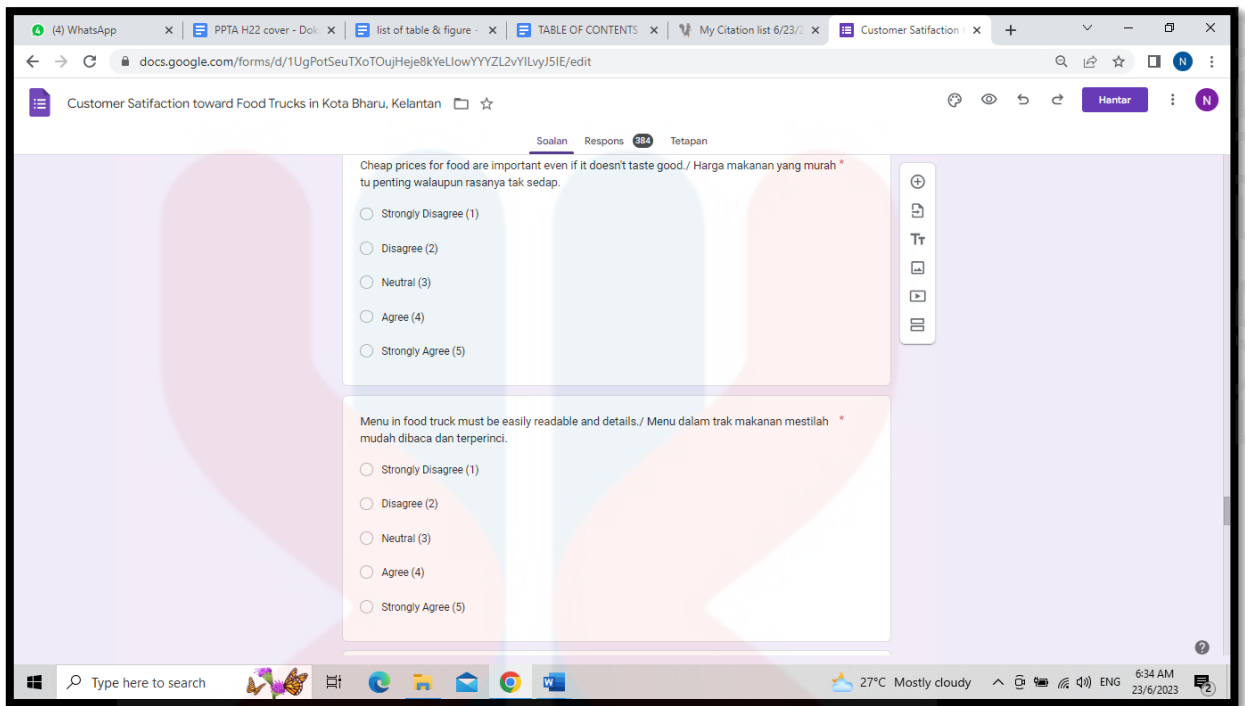 (4) WhatsApp
PPTA H22 cover - Dok
list of table & figure -
TABLE OF CONTENTS
My Citation list 6/23/2
Customer Satifaction t
docs.google.com/forms/d/1UgPotSeuTXoTOujHeje8kYeLIowYYYZL2vYILvyJ5IE/edit
N
Customer Satifaction toward Food Trucks in Kota Bharu, Kelantan
Hantar
N
Soalan Respons 384 Tetapan
Cheap prices for food are important even if it doesn't taste good./ Harga makanan yang murah *
tu penting walaupun rasanya tak sedap.
Strongly Disagree (1)
Disagree (2)
Neutral (3)
Agree (4)
Strongly Agree (5)
Menu in food truck must be easily readable and details./ Menu dalam trak makanan mestilah *
mudah dibaca dan terperinci.
Strongly Disagree (1)
Disagree (2)
Neutral (3)
Agree (4)
Strongly Agree (5)
Type here to search
27°C Mostly cloudy
ENG
6:34 AM
23/6/2023
2